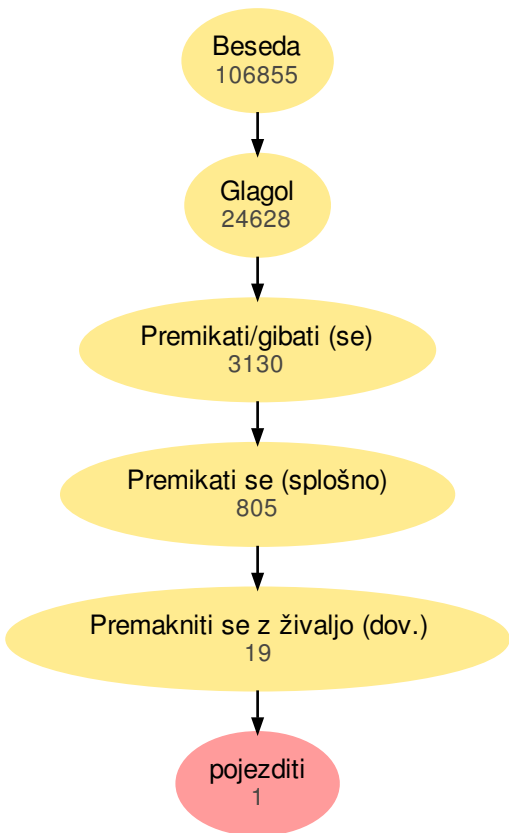 Beseda
106855
Glagol
24628
Premikati/gibati (se)
3130
Premikati se (splošno)
805
Premakniti se z živaljo (dov.)
19
pojezditi
1